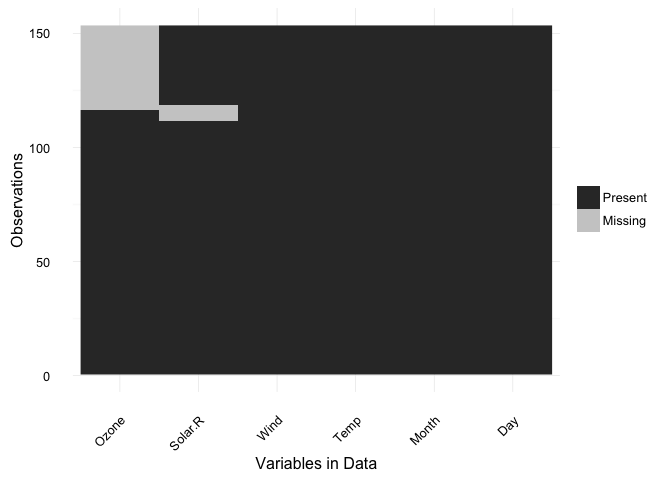 150
100
50
0
Observations
Ozone
Solar.R
Wind
Temp
Month
Day
Variables in Data
Present
Missing